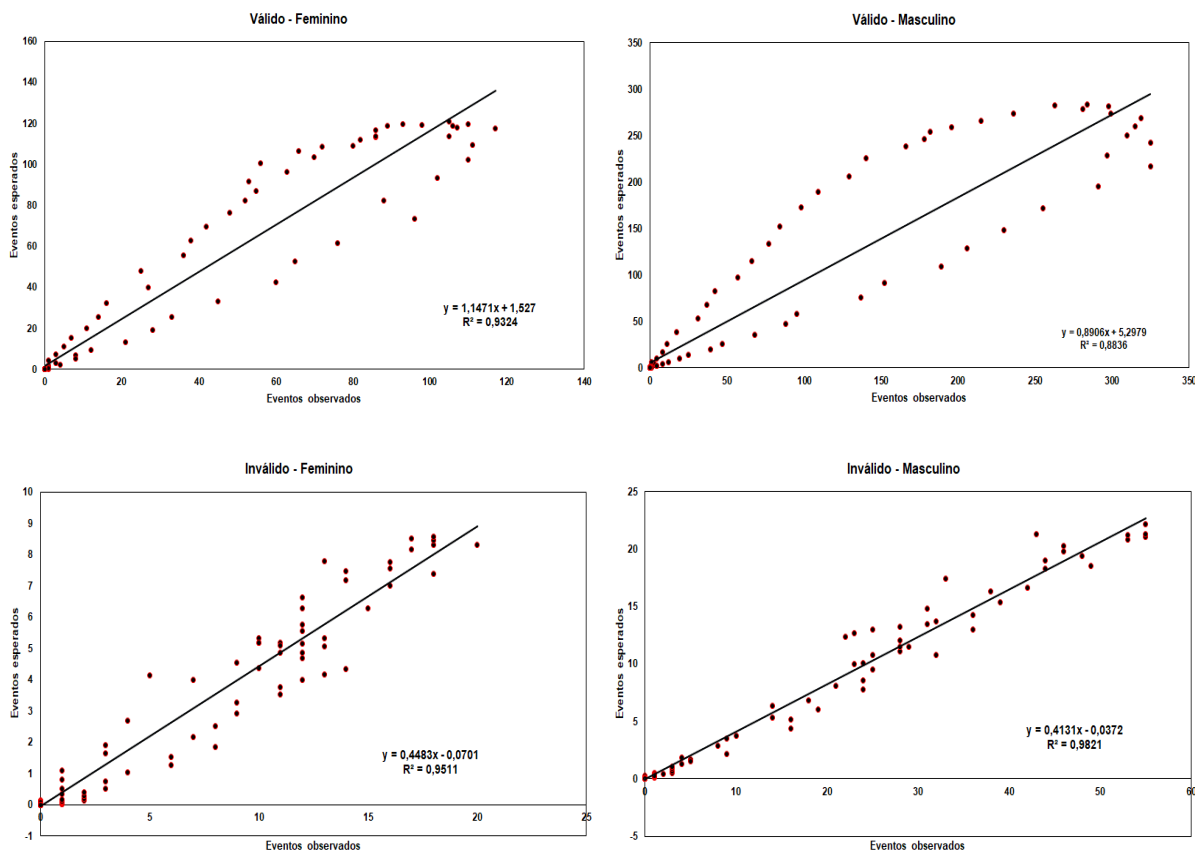 Válido - Feminino
160
140
120
100
80
60
40
20
0
0 20 40 60 80 100 120 140
Eventos esperados
Eventos observados
y = 1,1471x + 1,527
R² = 0,9324
Válido - Masculino
350
300
250
200
150
100
50
0
0 50 100 150 200 250 300 350
Eventos esperados
Eventos observados
y = 0,8906x + 5,2979
R² = 0,8836
Inválido - Feminino
10
9
8
7
6
5
4
3
2
1
0
-1
0 5 10 15 20 25
Eventos esperados
Eventos observados
y = 0,4483x - 0,0701
R² = 0,9511
Inválido - Masculino
25
20
15
10
5
0
-5
0 10 20 30 40 50 60
Eventos esperados
Eventos observados
y = 0,4131x - 0,0372
R² = 0,9821